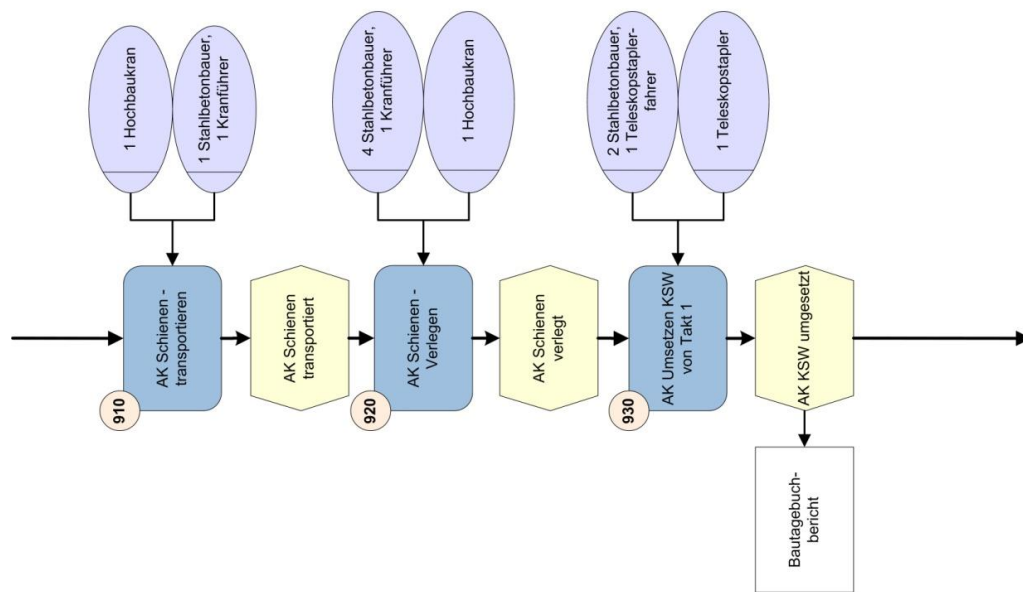 1 Hochbaukran
1 Stahlbetonbauer,
1 Kranführer
4 Stahlbetonbauer,
1 Kranführer
1 Hochbaukran
2 Stahlbetonbauer,
1 Teleskopstapler-
fahrer
1 Teleskopstapler
910
AK Schienen -
transportieren
AK Schienen
transportiert
920
AK Schienen -
Verlegen
AK Schienen
verlegt
930
AK Umsetzen KSW
von Takt 1
AK KSW umgesetzt
Bautagebuch-
bericht